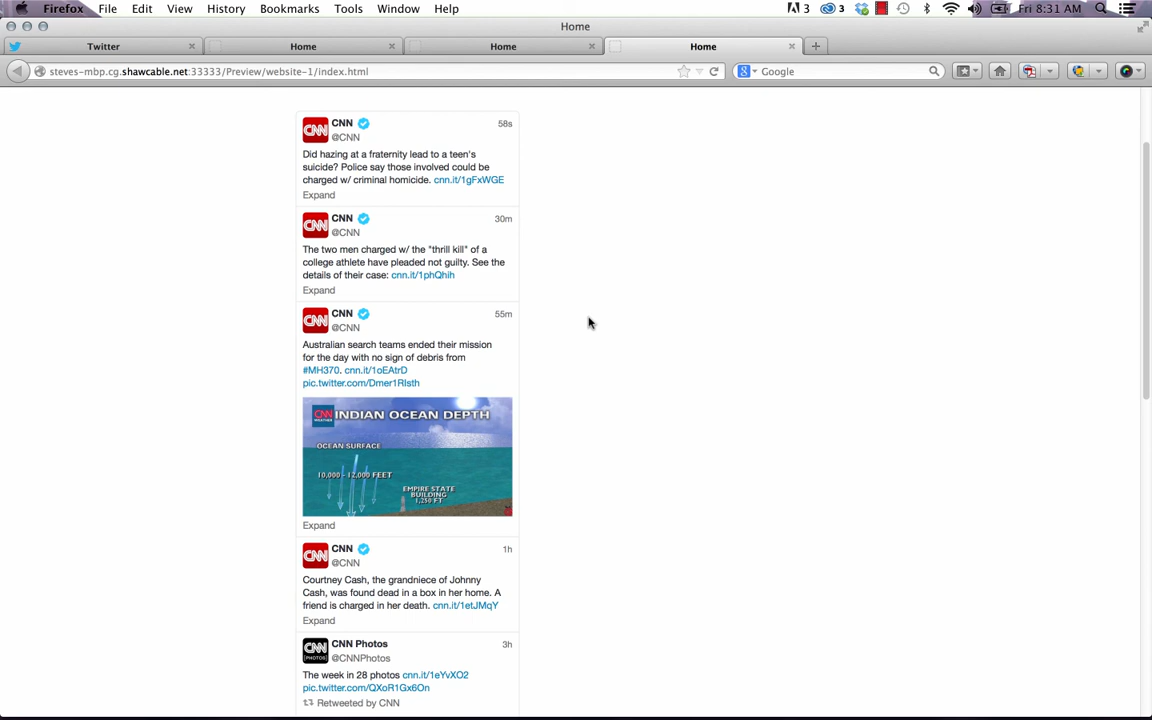 Firefox File Edit View History Bookmarks Tools Window Help 3 3 Fri 8:31 AM
Home
Twitter Home Home Home
steves-mbp.cg.shawcable.net:33333/Preview/website-1/index.html Google
CNN 58s
@CNN
Did hazing at a fraternity lead to a teen's
suicide? Police say those involved could be
charged w/ criminal homicide. cnn.it/1gFxWGE
Expand
CNN 30m
@CNN
The two men charged w/ the "thrill kill" of a
college athlete have pleaded not guilty. See the
details of their case: cnn.it/1phQhih
Expand
CNN 55m
@CNN
Australian search teams ended their mission
for the day with no sign of debris from
#MH370. cnn.it/1oEAtrD
pic.twitter.com/Dmer1RIsth
CNN WEATHER INDIAN OCEAN DEPTH
OCEAN SURFACE
10,000 - 12,000 FEET
EMPIRE STATE
BUILDING
1,250 FT
Expand
CNN 1h
@CNN
Courtney Cash, the grandniece of Johnny
Cash, was found dead in a box in her home. A
friend is charged in her death. cnn.it/1etJMqY
Expand
CNN Photos 3h
@CNNPhotos
The week in 28 photos cnn.it/1eYvXO2
pic.twitter.com/QXoR1Gx6On
Retweeted by CNN